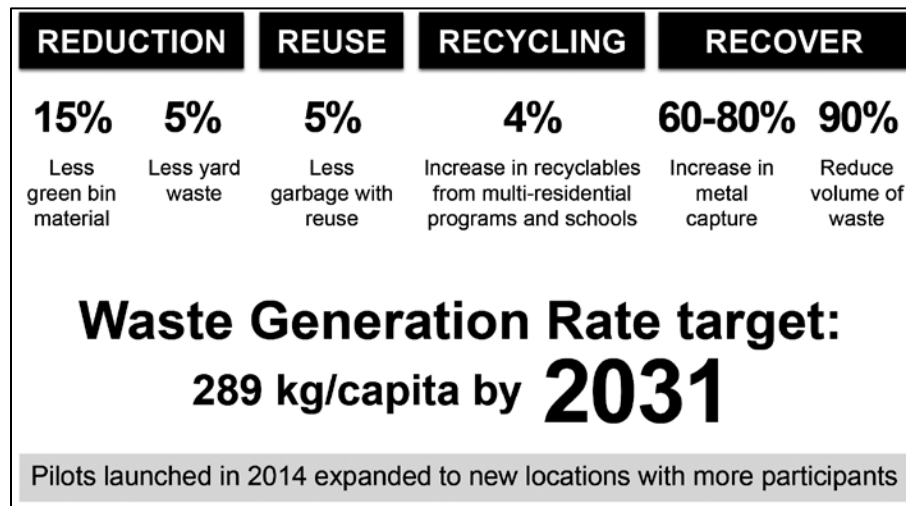 REDUCTION REUSE RECYCLING RECOVER
15% 5% 5% 4% 60-80% 90%
Less green bin material
Less yard waste
Less garbage with reuse
Increase in recyclables from multi-residential programs and schools
Increase in metal capture
Reduce volume of waste
Waste Generation Rate target:
289 kg/capita by 2031
Pilots launched in 2014 expanded to new locations with more participants